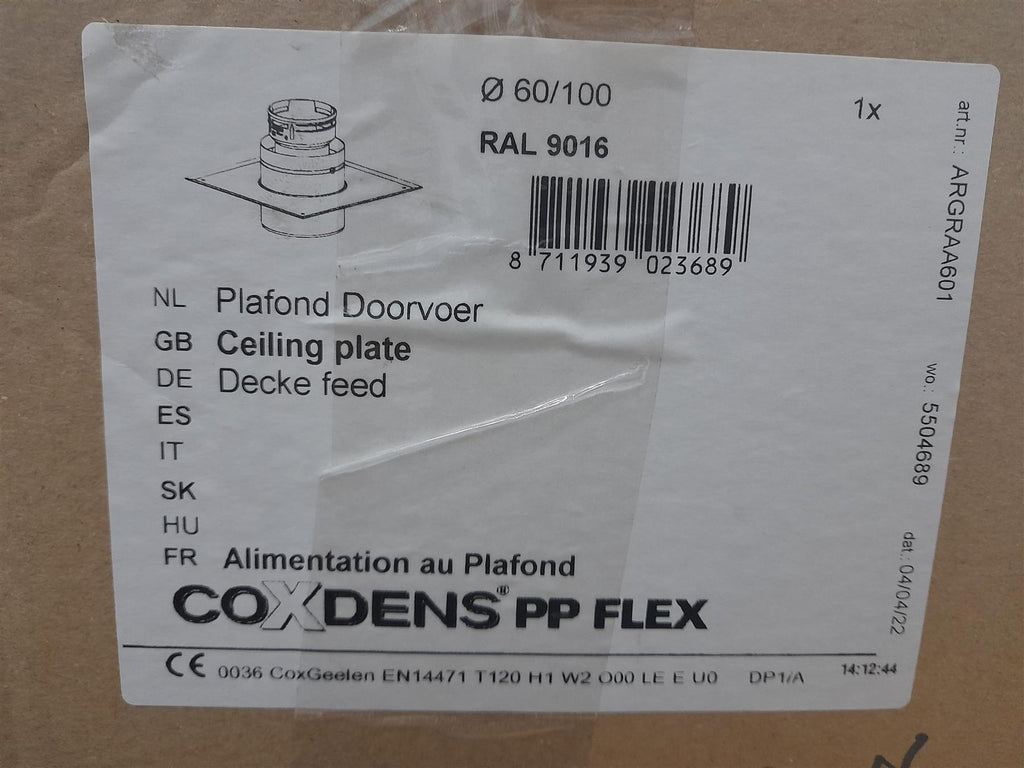 Ø 60/100
1x
RAL 9016
8 711939 023689
NL Plafond Doorvoer
GB Ceiling plate
DE Decke feed
ES
IT
SK
HU
FR Alimentation au Plafond
COXDENS® PP FLEX
CE 0036 CoxGeelen EN14471 T120 H1 W2 O00 LE E U0 DP1/A
14:12:44
art.nr.: ARGRAA601
wo.: 5504689
dat.: 04/04/22